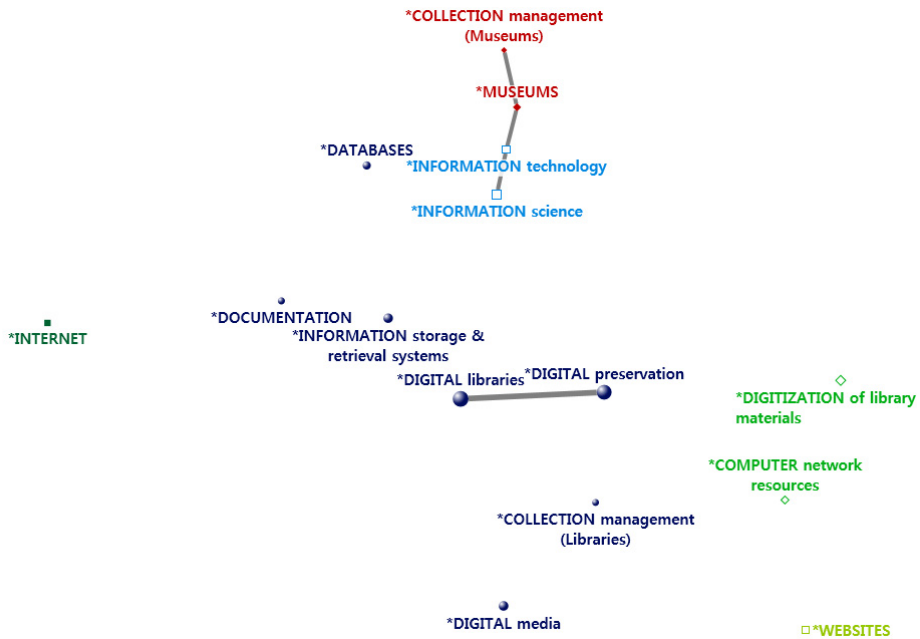 *COLLECTION management
(Museums)
*MUSEUMS
*DATABASES
*INFORMATION technology
*INFORMATION science
*DOCUMENTATION
*INTERNET
*INFORMATION storage &
retrieval systems
*DIGITAL libraries
*DIGITAL preservation
*DIGITIZATION of library
materials
*COMPUTER network
resources
*COLLECTION management
(Libraries)
*DIGITAL media
*WEBSITES